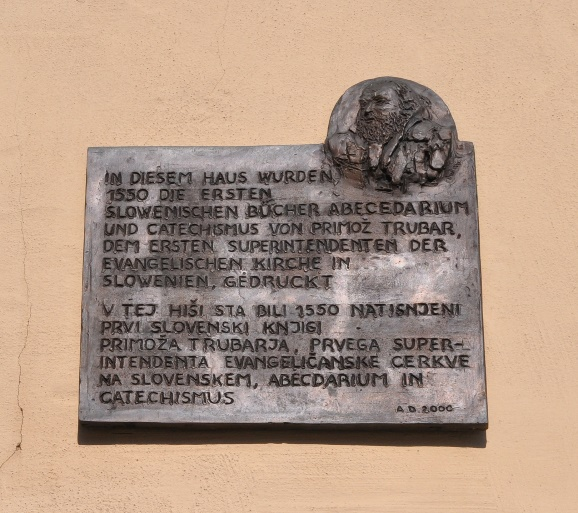 IN DIESEM HAUS WURDEN
1550 DIE ERSTEN
SLOWENISCHEN BÜCHER ABECEDARIUM
UND CATECHISMUS VON PRIMOŽ TRUBAR,
DEM ERSTEN SUPERINTENDENTEN DER
EVANGELISCHEN KIRCHE IN
SLOWENIEN, GEDRUCKT
V TEJ HIŠI STA BILI 1550 NATISNJENI
PRVI SLOVENSKI KNJIGI
PRIMOŽA TRUBARJA, PRVEGA SUPER-
INTENDENTA EVANGELIČANSKE CERKVE
NA SLOVENSKEM, ABECDARIUM IN
CATECHISMUS
A.D. 2000